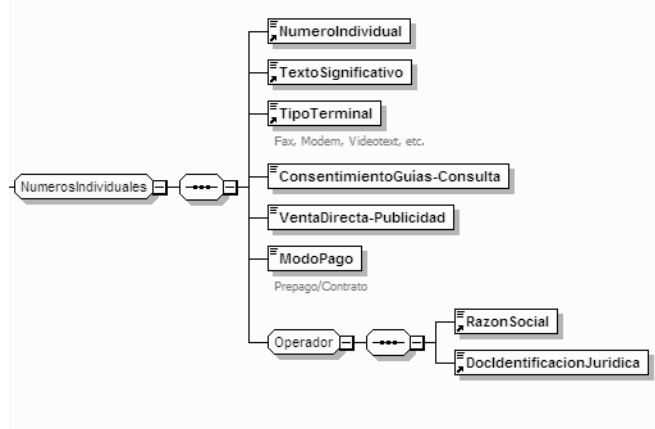 NumeroIndividual
TextoSignificativo
TipoTerminal
Fax, Modem, Videotext, etc.
NumerosIndividuales
ConsentimientoGuías-Consulta
VentaDirecta-Publicidad
ModoPago
Prepago/Contrato
Operador
RazonSocial
DocIdentificacionJuridica